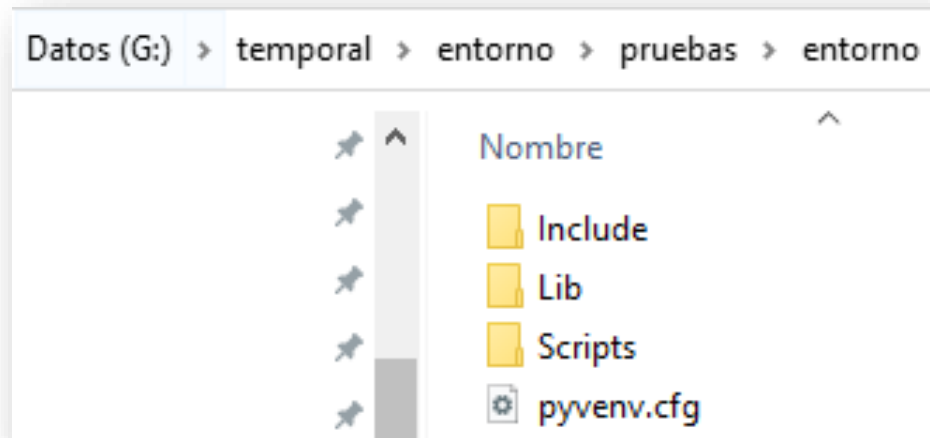 Datos (G:) > temporal > entorno > pruebas > entorno
Nombre
Include
Lib
Scripts
pyvenv.cfg